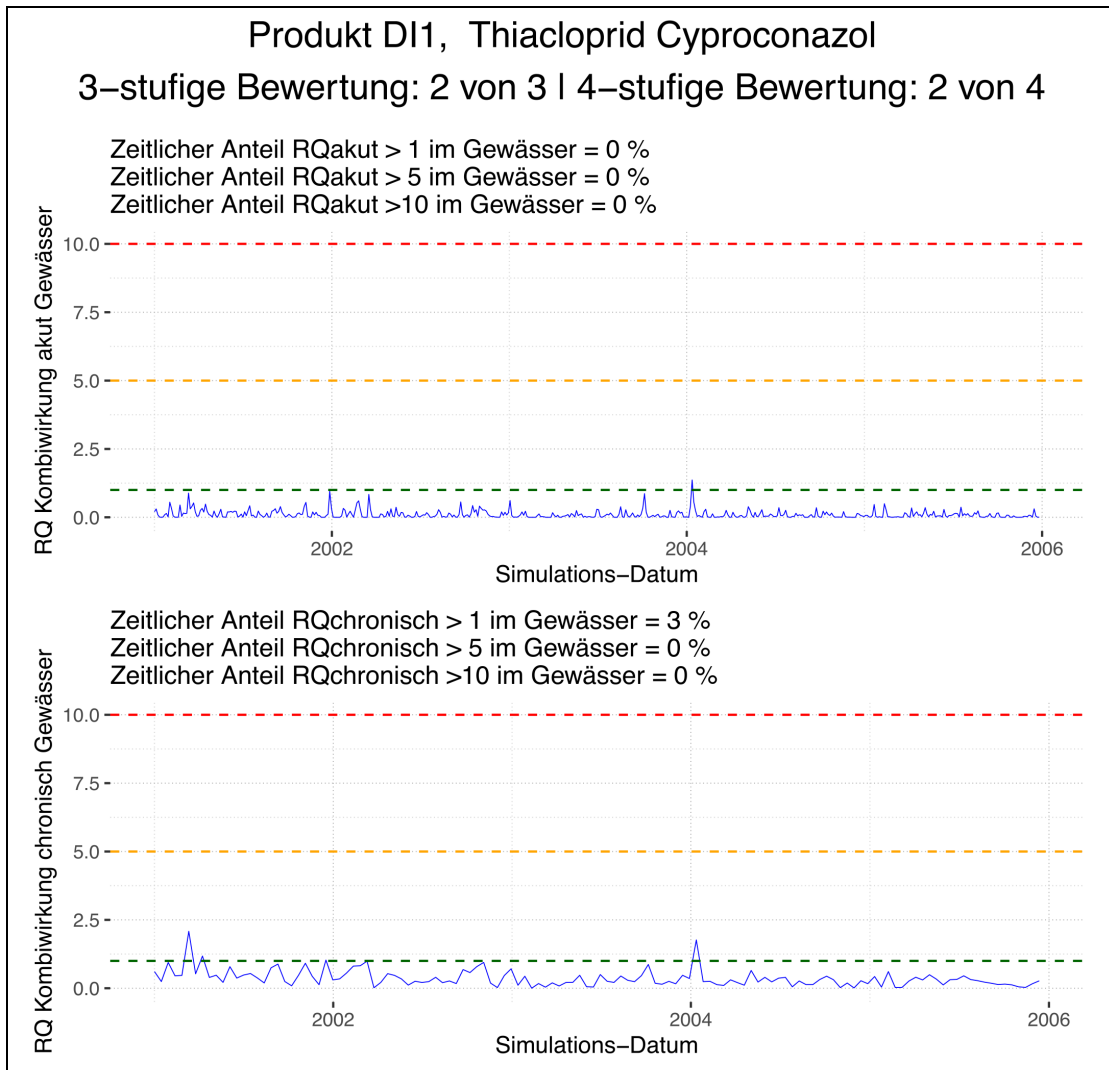 Produkt DI1,  Thiacloprid Cyproconazol
3−stufige Bewertung: 2 von 3 | 4−stufige Bewertung: 2 von 4
Zeitlicher Anteil RQakut > 1 im Gewässer = 0 %
Zeitlicher Anteil RQakut > 5 im Gewässer = 0 %
Zeitlicher Anteil RQakut >10 im Gewässer = 0 %
RQ Kombiwirkung akut Gewässer
10.0
7.5
5.0
2.5
0.0
2002 2004 2006
Simulations−Datum
Zeitlicher Anteil RQchronisch > 1 im Gewässer = 3 %
Zeitlicher Anteil RQchronisch > 5 im Gewässer = 0 %
Zeitlicher Anteil RQchronisch >10 im Gewässer = 0 %
RQ Kombiwirkung chronisch Gewässer
10.0
7.5
5.0
2.5
0.0
2002 2004 2006
Simulations−Datum